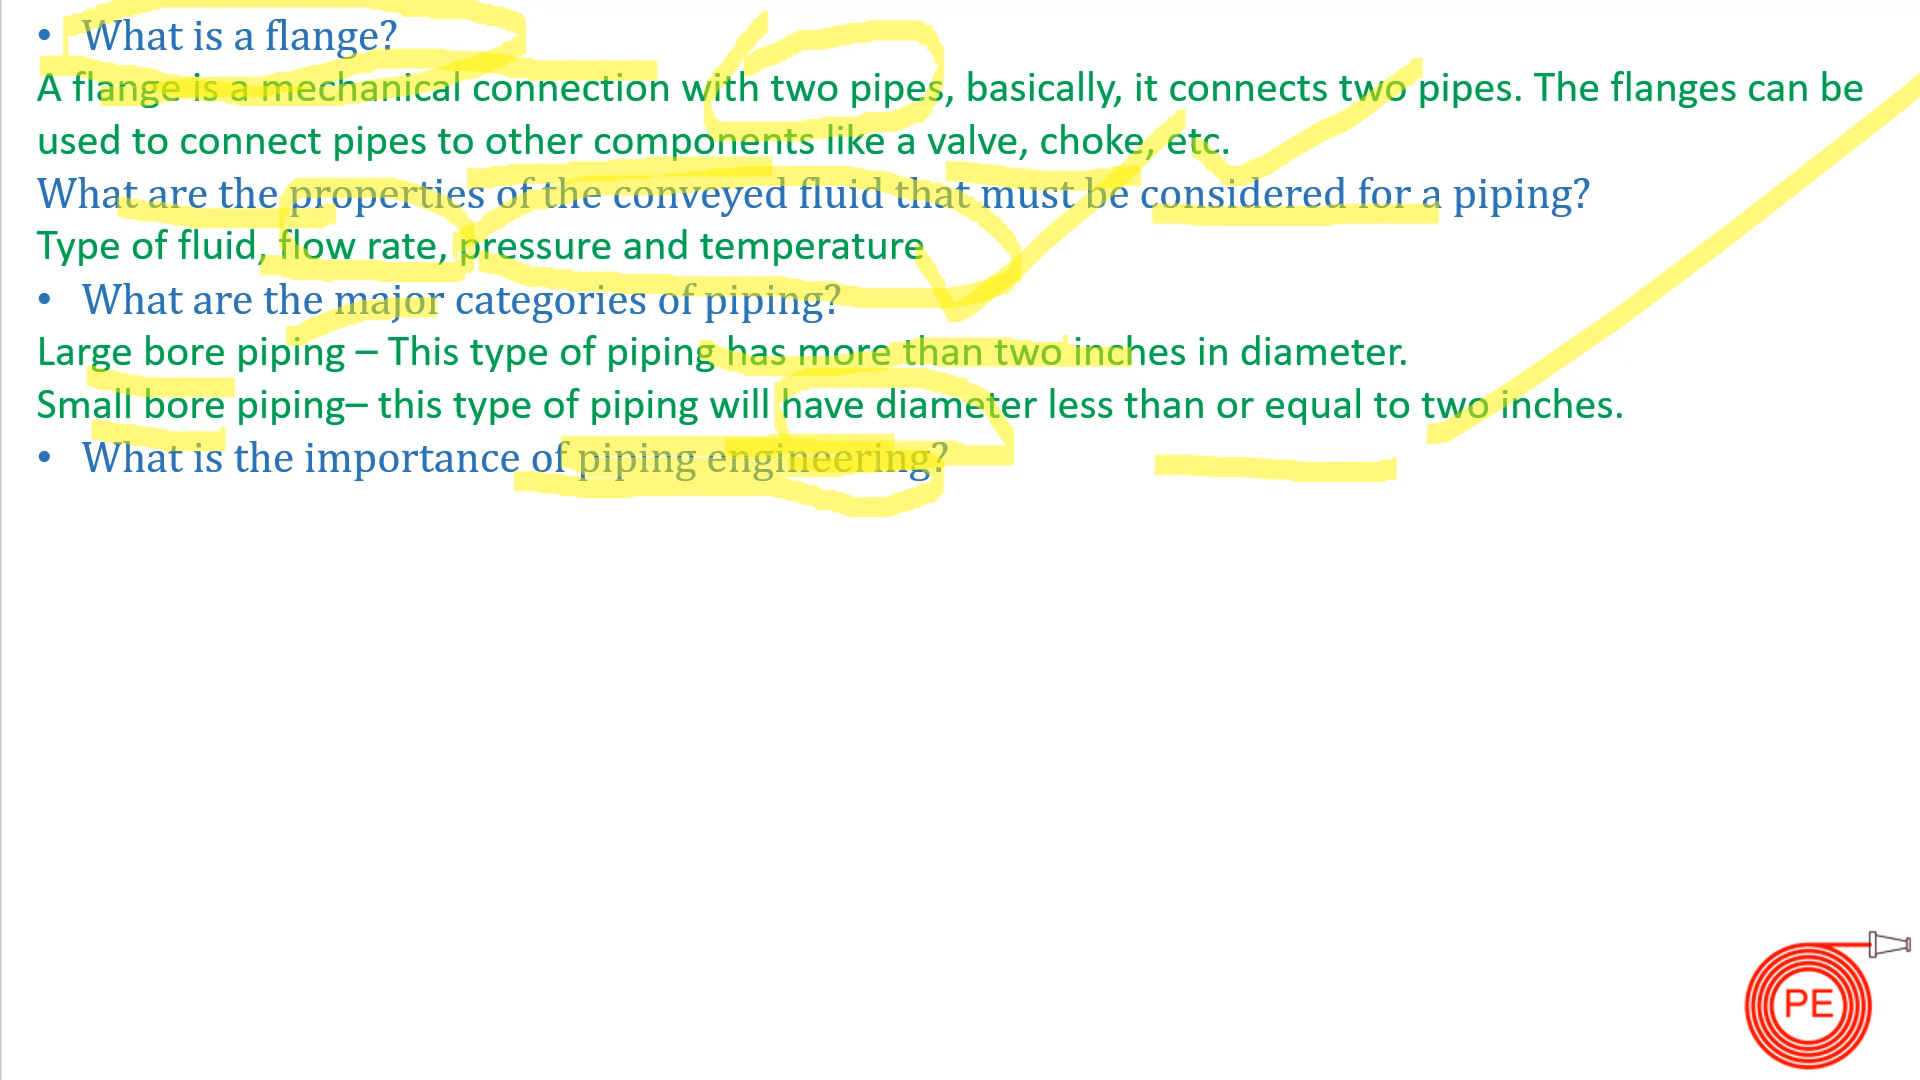 • What is a flange?
A flange is a mechanical connection with two pipes, basically, it connects two pipes. The flanges can be
used to connect pipes to other components like a valve, choke, etc.
What are the properties of the conveyed fluid that must be considered for a piping?
Type of fluid, flow rate, pressure and temperature
• What are the major categories of piping?
Large bore piping – This type of piping has more than two inches in diameter.
Small bore piping– this type of piping will have diameter less than or equal to two inches.
• What is the importance of piping engineering?
PE